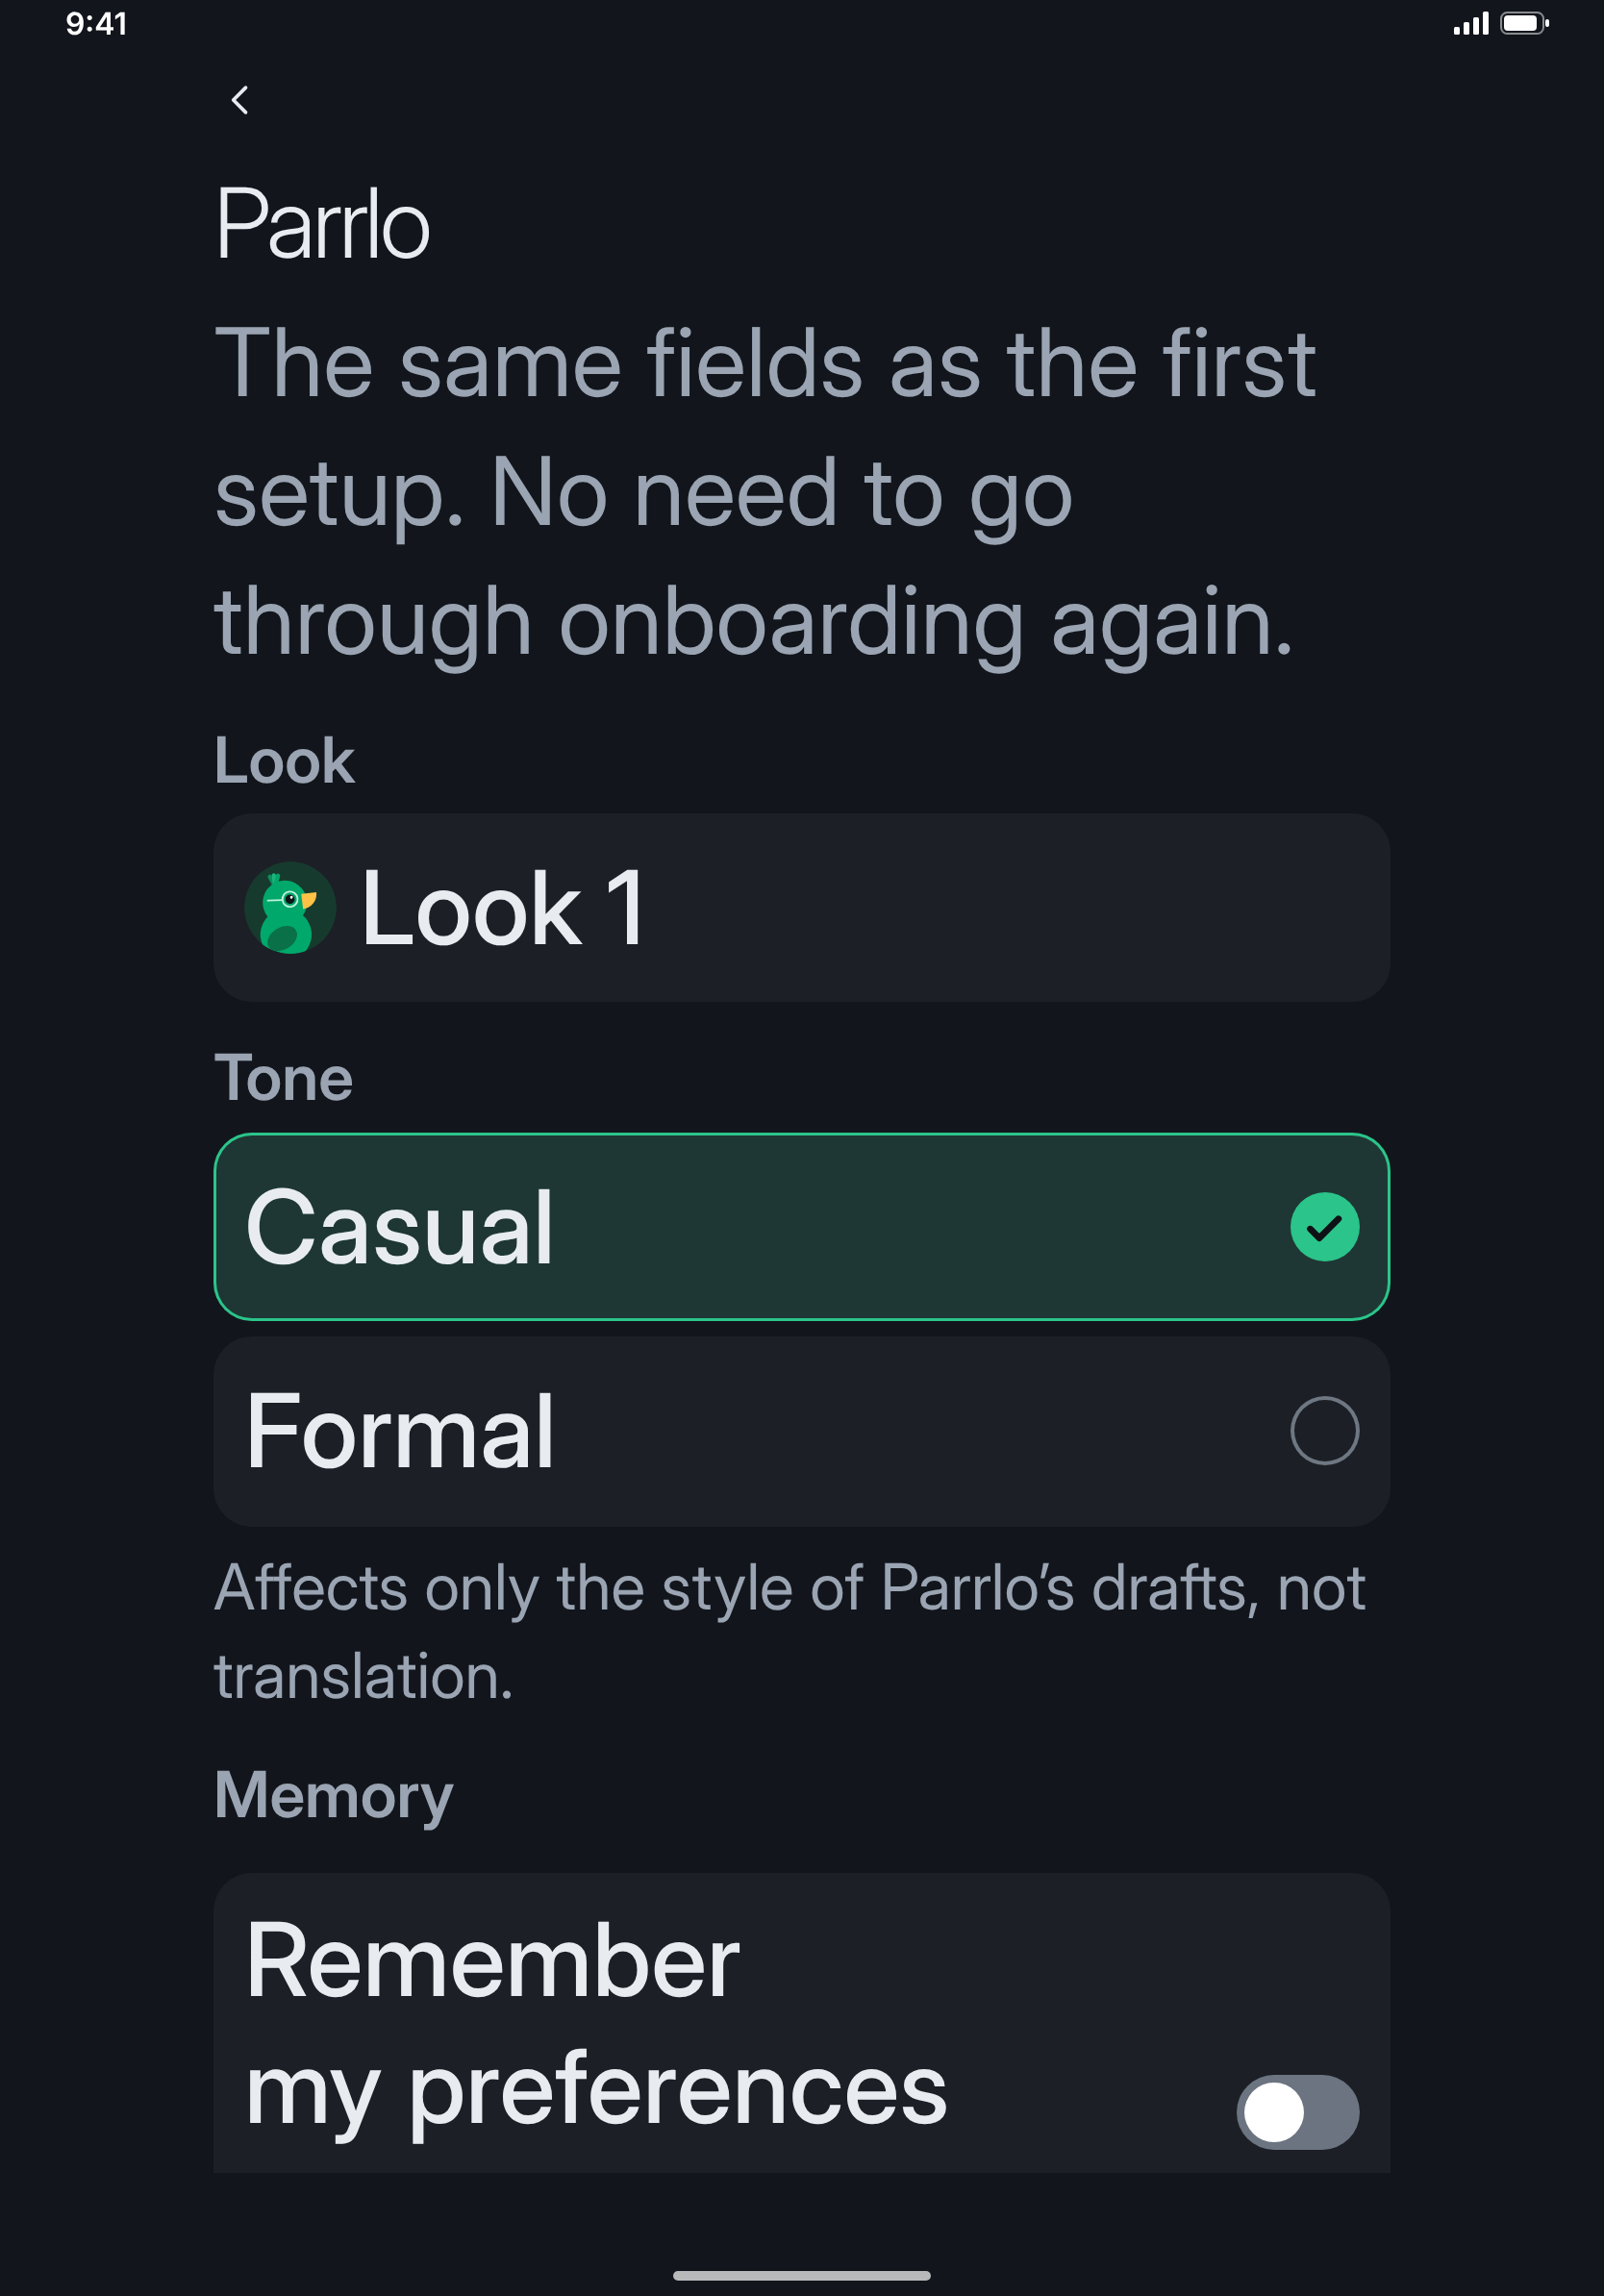 9:41
Parrlo
The same fields as the first
setup. No need to go
through onboarding again.
Look
Look 1
Tone
Casual
Formal
Affects only the style of Parrlo’s drafts, not
translation.
Memory
Remember
my preferences